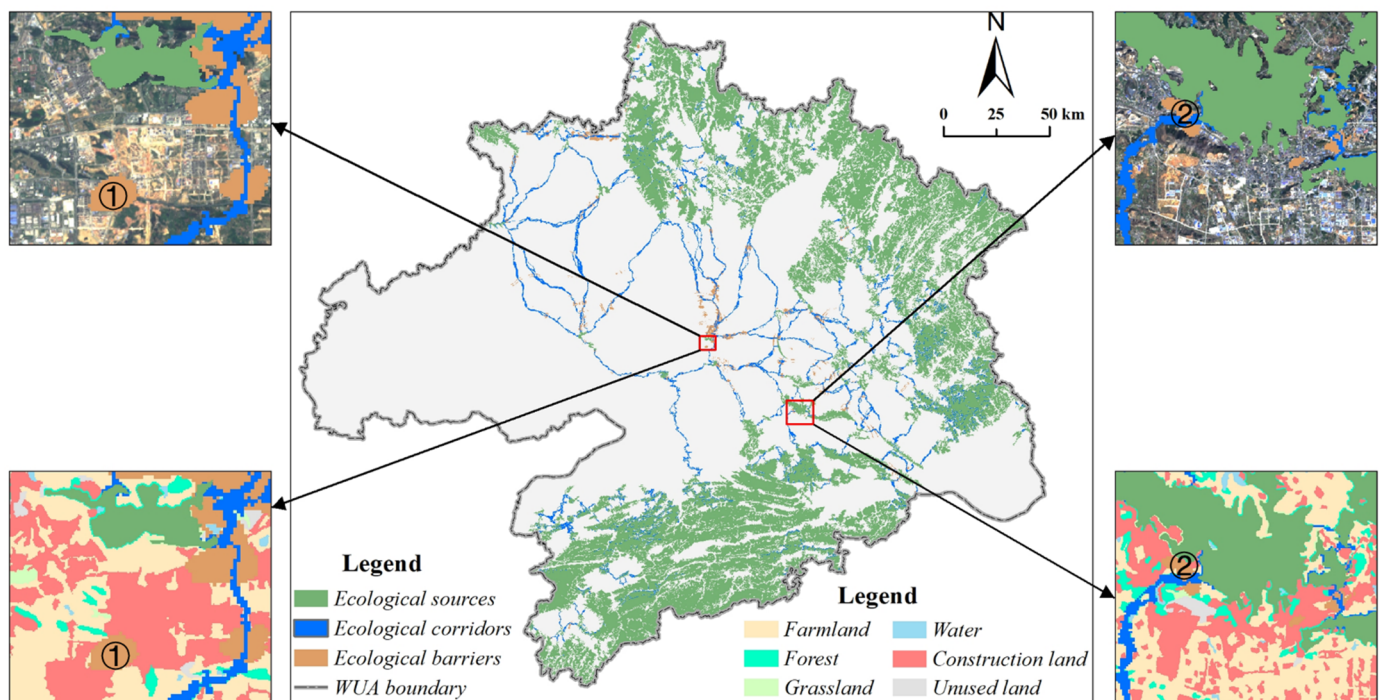 N
0 25 50 km
①
②
①
②
Legend
Ecological sources
Ecological corridors
Ecological barriers
WUA boundary
Legend
Farmland Water
Forest Construction land
Grassland Unused land